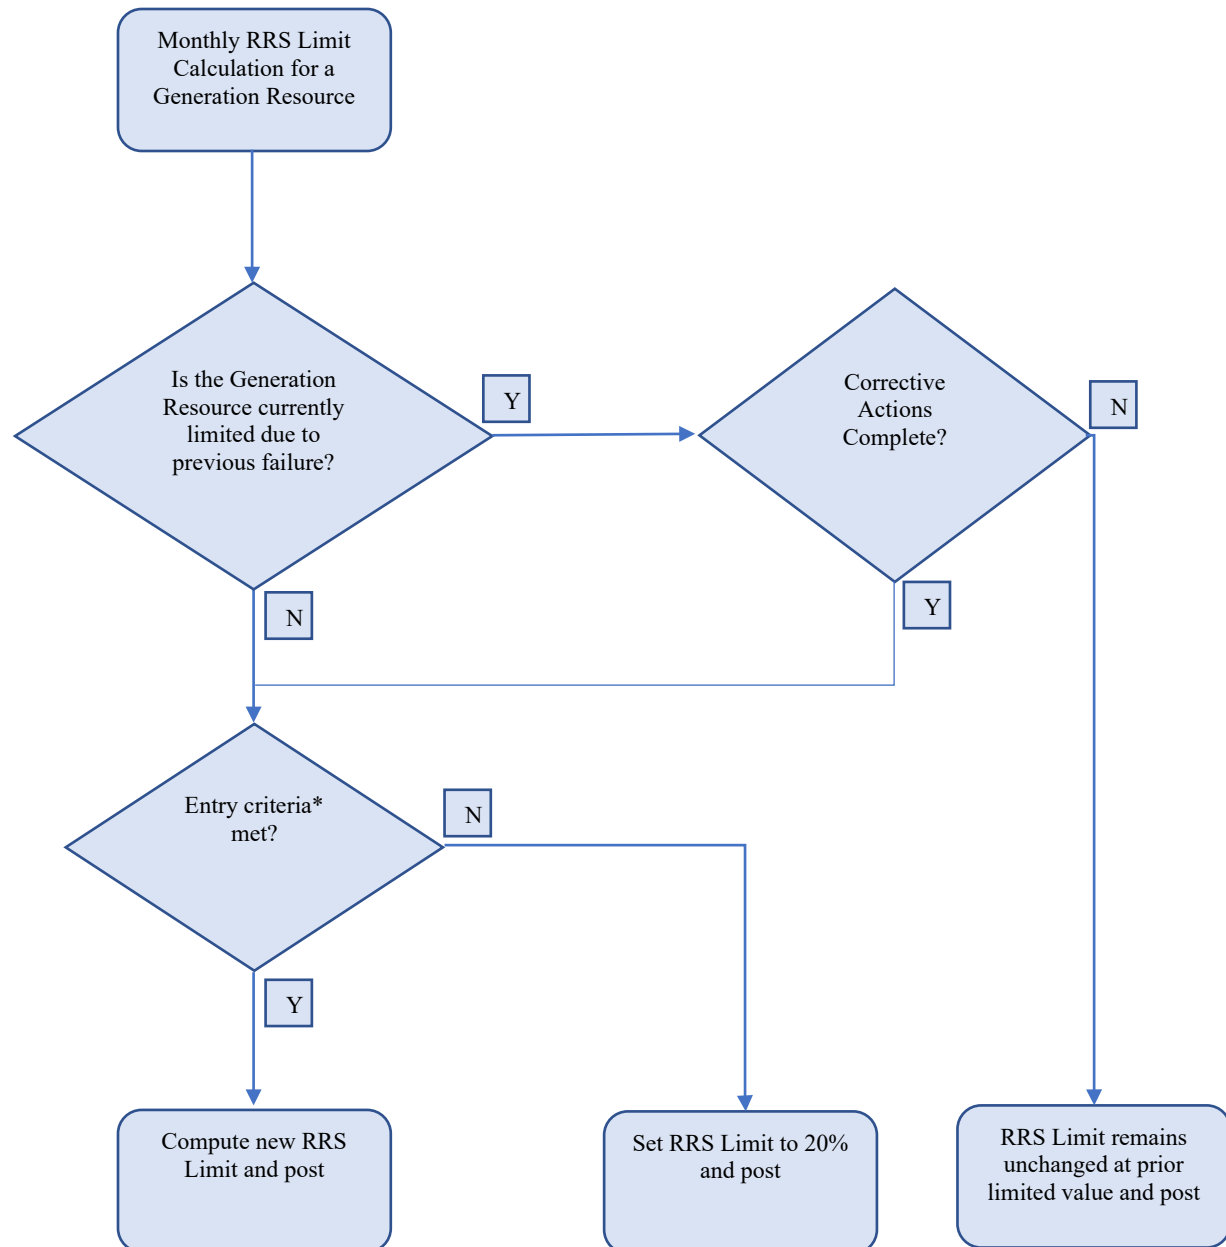 Monthly RRS Limit
Calculation for a
Generation Resource
Is the Generation
Resource currently
limited due to
previous failure?
Y
Corrective
Actions
Complete?
N
N
Y
Entry criteria*
met?
N
Y
Compute new RRS
Limit and post
Set RRS Limit to 20%
and post
RRS Limit remains
unchanged at prior
limited value and post